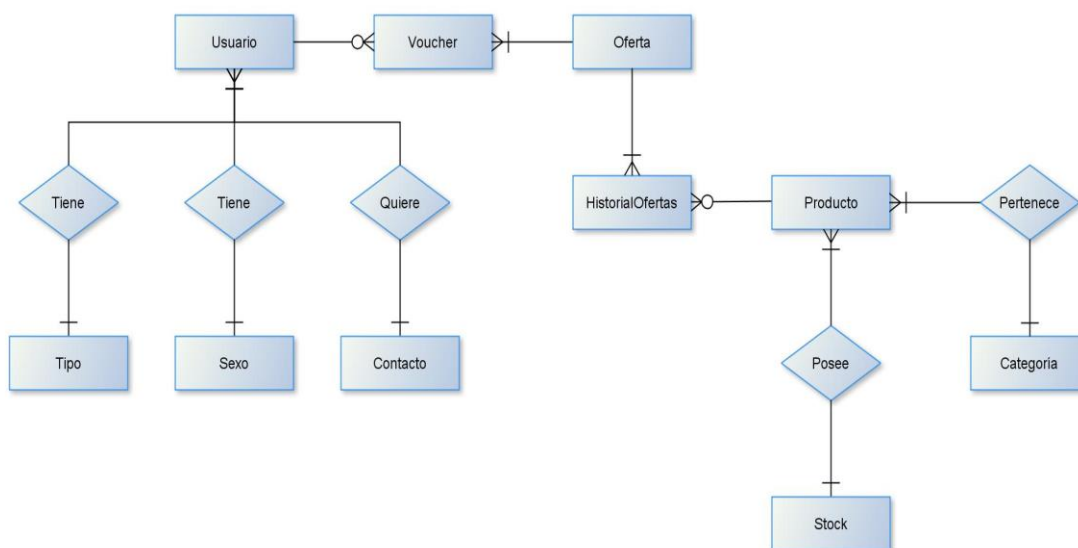 Usuario
Voucher
Oferta
Tiene
Tiene
Quiere
HistorialOfertas
Producto
Pertenece
Tipo
Sexo
Contacto
Posee
Categoria
Stock